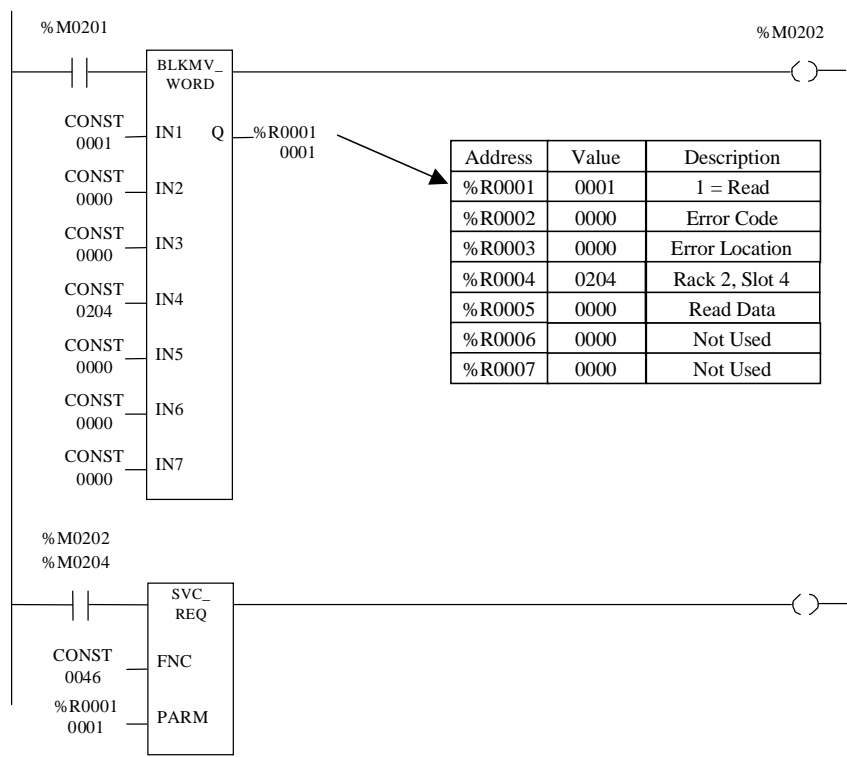 %M0201
%M0202
BLKMV_
WORD
CONST
0001
IN1
Q
%R0001
0001
CONST
0000
IN2
CONST
0000
IN3
CONST
0204
IN4
CONST
0000
IN5
CONST
0000
IN6
CONST
0000
IN7
Address Value Description
%R0001 0001 1 = Read
%R0002 0000 Error Code
%R0003 0000 Error Location
%R0004 0204 Rack 2, Slot 4
%R0005 0000 Read Data
%R0006 0000 Not Used
%R0007 0000 Not Used
%M0202
%M0204
SVC_
REQ
CONST
0046
FNC
%R0001
0001
PARM